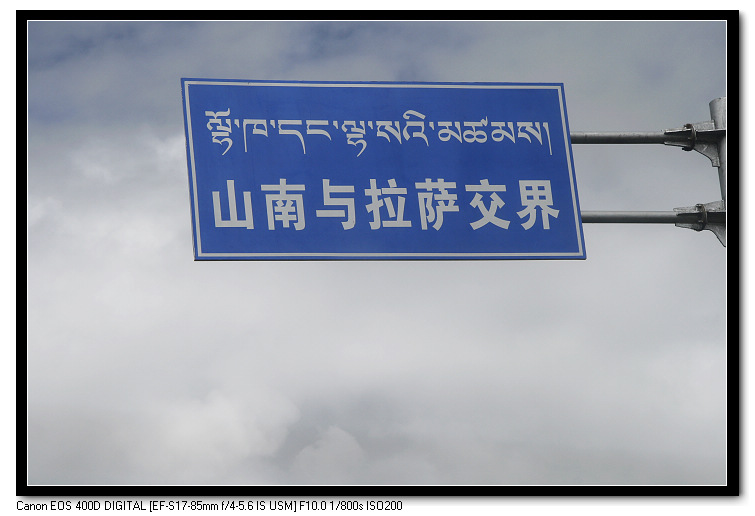 ལྷོ་ཁ་དང་ལྷ་སའི་མཚམས།
山南与拉萨交界
Canon EOS 400D DIGITAL [EF-S17-85mm f/4-5.6 IS USM] F10.0 1/800s ISO200